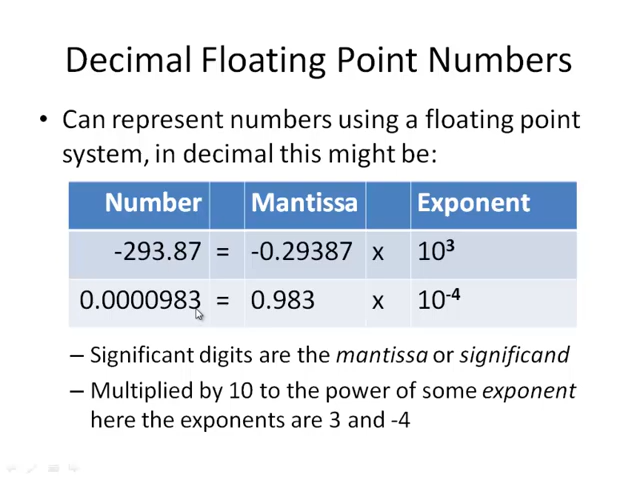 Decimal Floating Point Numbers
• Can represent numbers using a floating point
system, in decimal this might be:
Number Mantissa Exponent
-293.87 = -0.29387 x 10³
0.0000983 = 0.983 x 10⁻⁴
– Significant digits are the mantissa or significand
– Multiplied by 10 to the power of some exponent
here the exponents are 3 and -4